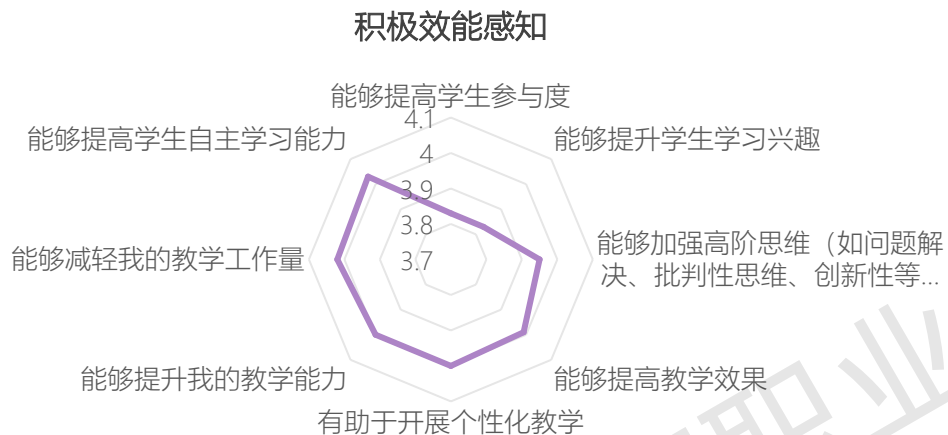 积极效能感知
能够提高学生参与度
4.1
能够提高学生自主学习能力
能够提升学生学习兴趣
4
3.9
3.8
能够加强高阶思维（如问题解
决、批判性思维、创新性等...
能够减轻我的教学工作量
3.7
能够提升我的教学能力
能够提高教学效果
有助于开展个性化教学
职业